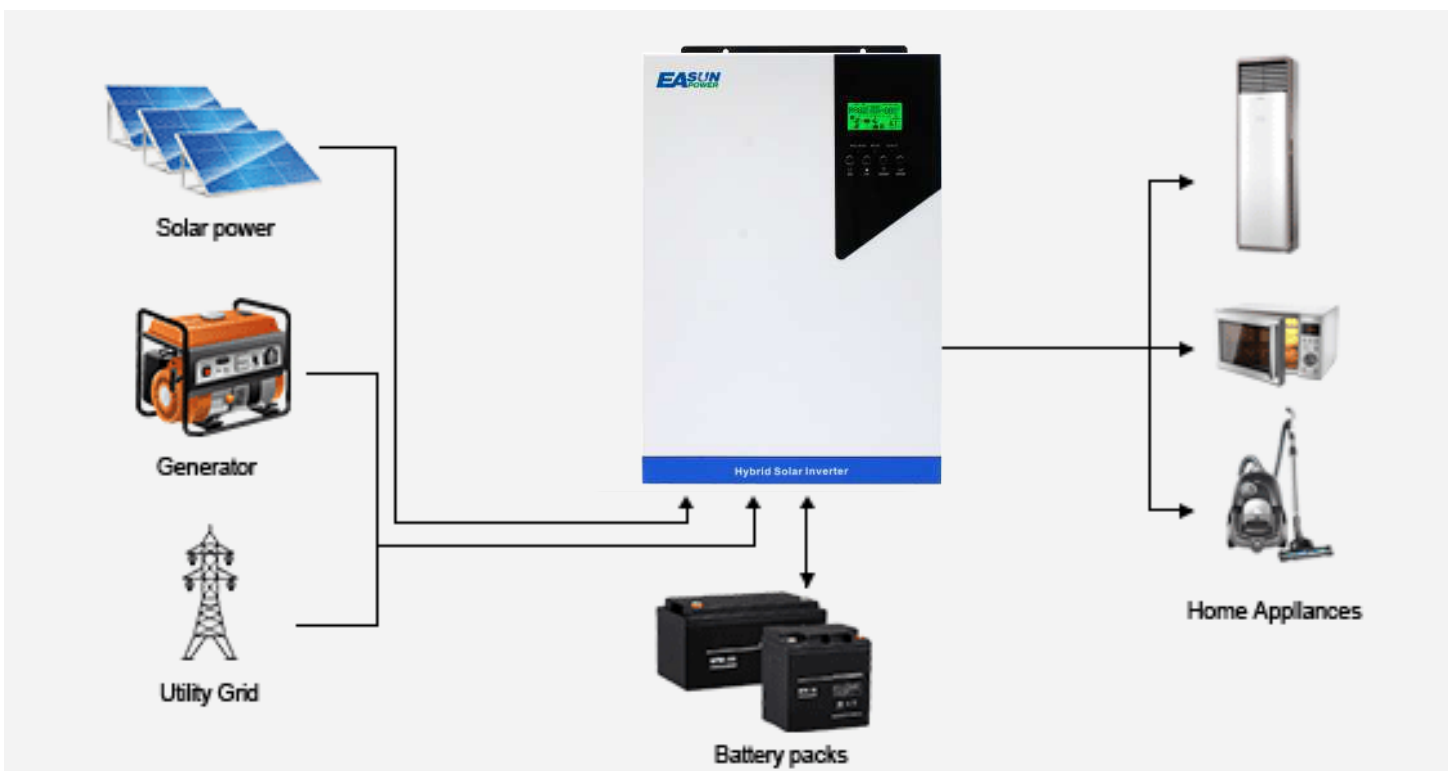 EASUN
POWER
Solar power
Generator
Utility Grid
Hybrid Solar Inverter
Battery packs
Home Appliances